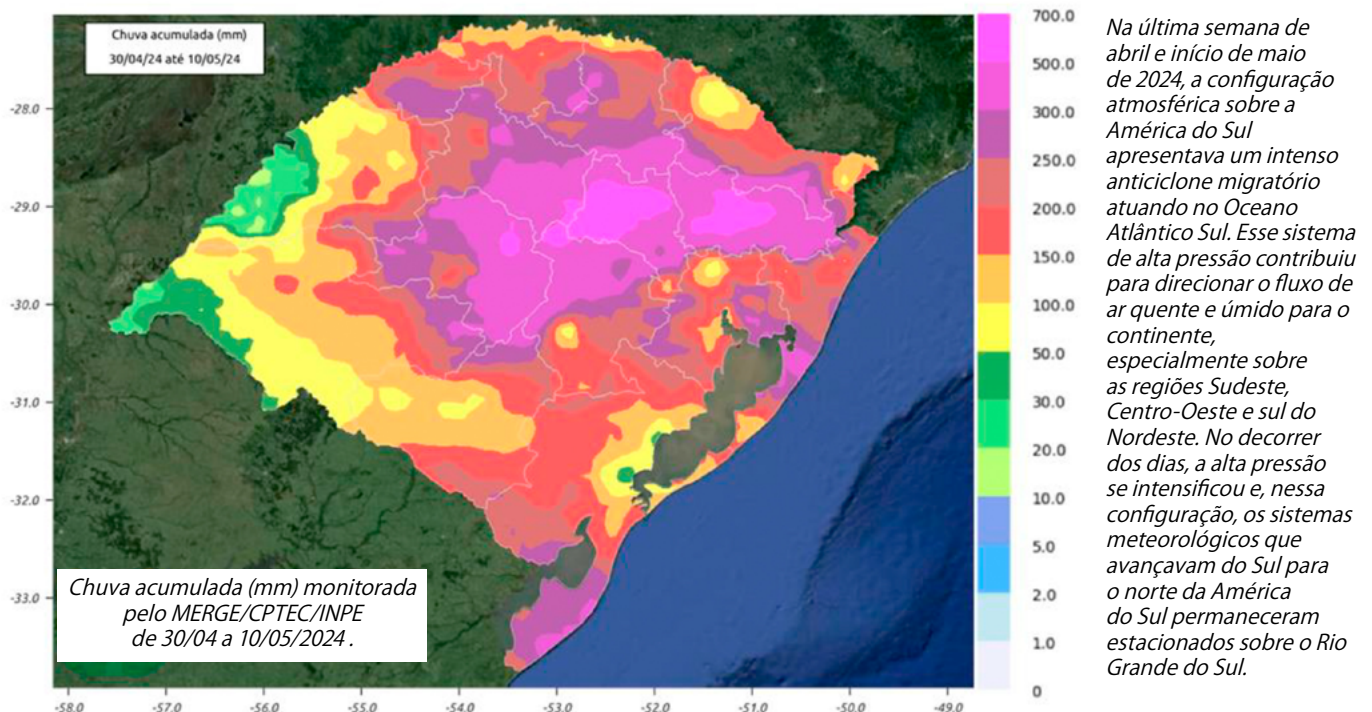 Chuva acumulada (mm)
30/04/24 até 10/05/24
-28.0
-29.0
-30.0
-31.0
-32.0
-33.0
Chuva acumulada (mm) monitorada
pelo MERGE/CPTEC/INPE
de 30/04 a 10/05/2024 .
-58.0 -57.0 -56.0 -55.0 -54.0 -53.0 -52.0 -51.0 -50.0 -49.0
700.0
500.0
300.0
250.0
200.0
150.0
100.0
50.0
30.0
20.0
10.0
5.0
2.0
1.0
0
Na última semana de
abril e início de maio
de 2024, a configuração
atmosférica sobre a
América do Sul
apresentava um intenso
anticiclone migratório
atuando no Oceano
Atlântico Sul. Esse sistema
de alta pressão contribuiu
para direcionar o fluxo de
ar quente e úmido para o
continente,
especialmente sobre
as regiões Sudeste,
Centro-Oeste e sul do
Nordeste. No decorrer
dos dias, a alta pressão
se intensificou e, nessa
configuração, os sistemas
meteorológicos que
avançavam do Sul para
o norte da América
do Sul permaneceram
estacionados sobre o Rio
Grande do Sul.